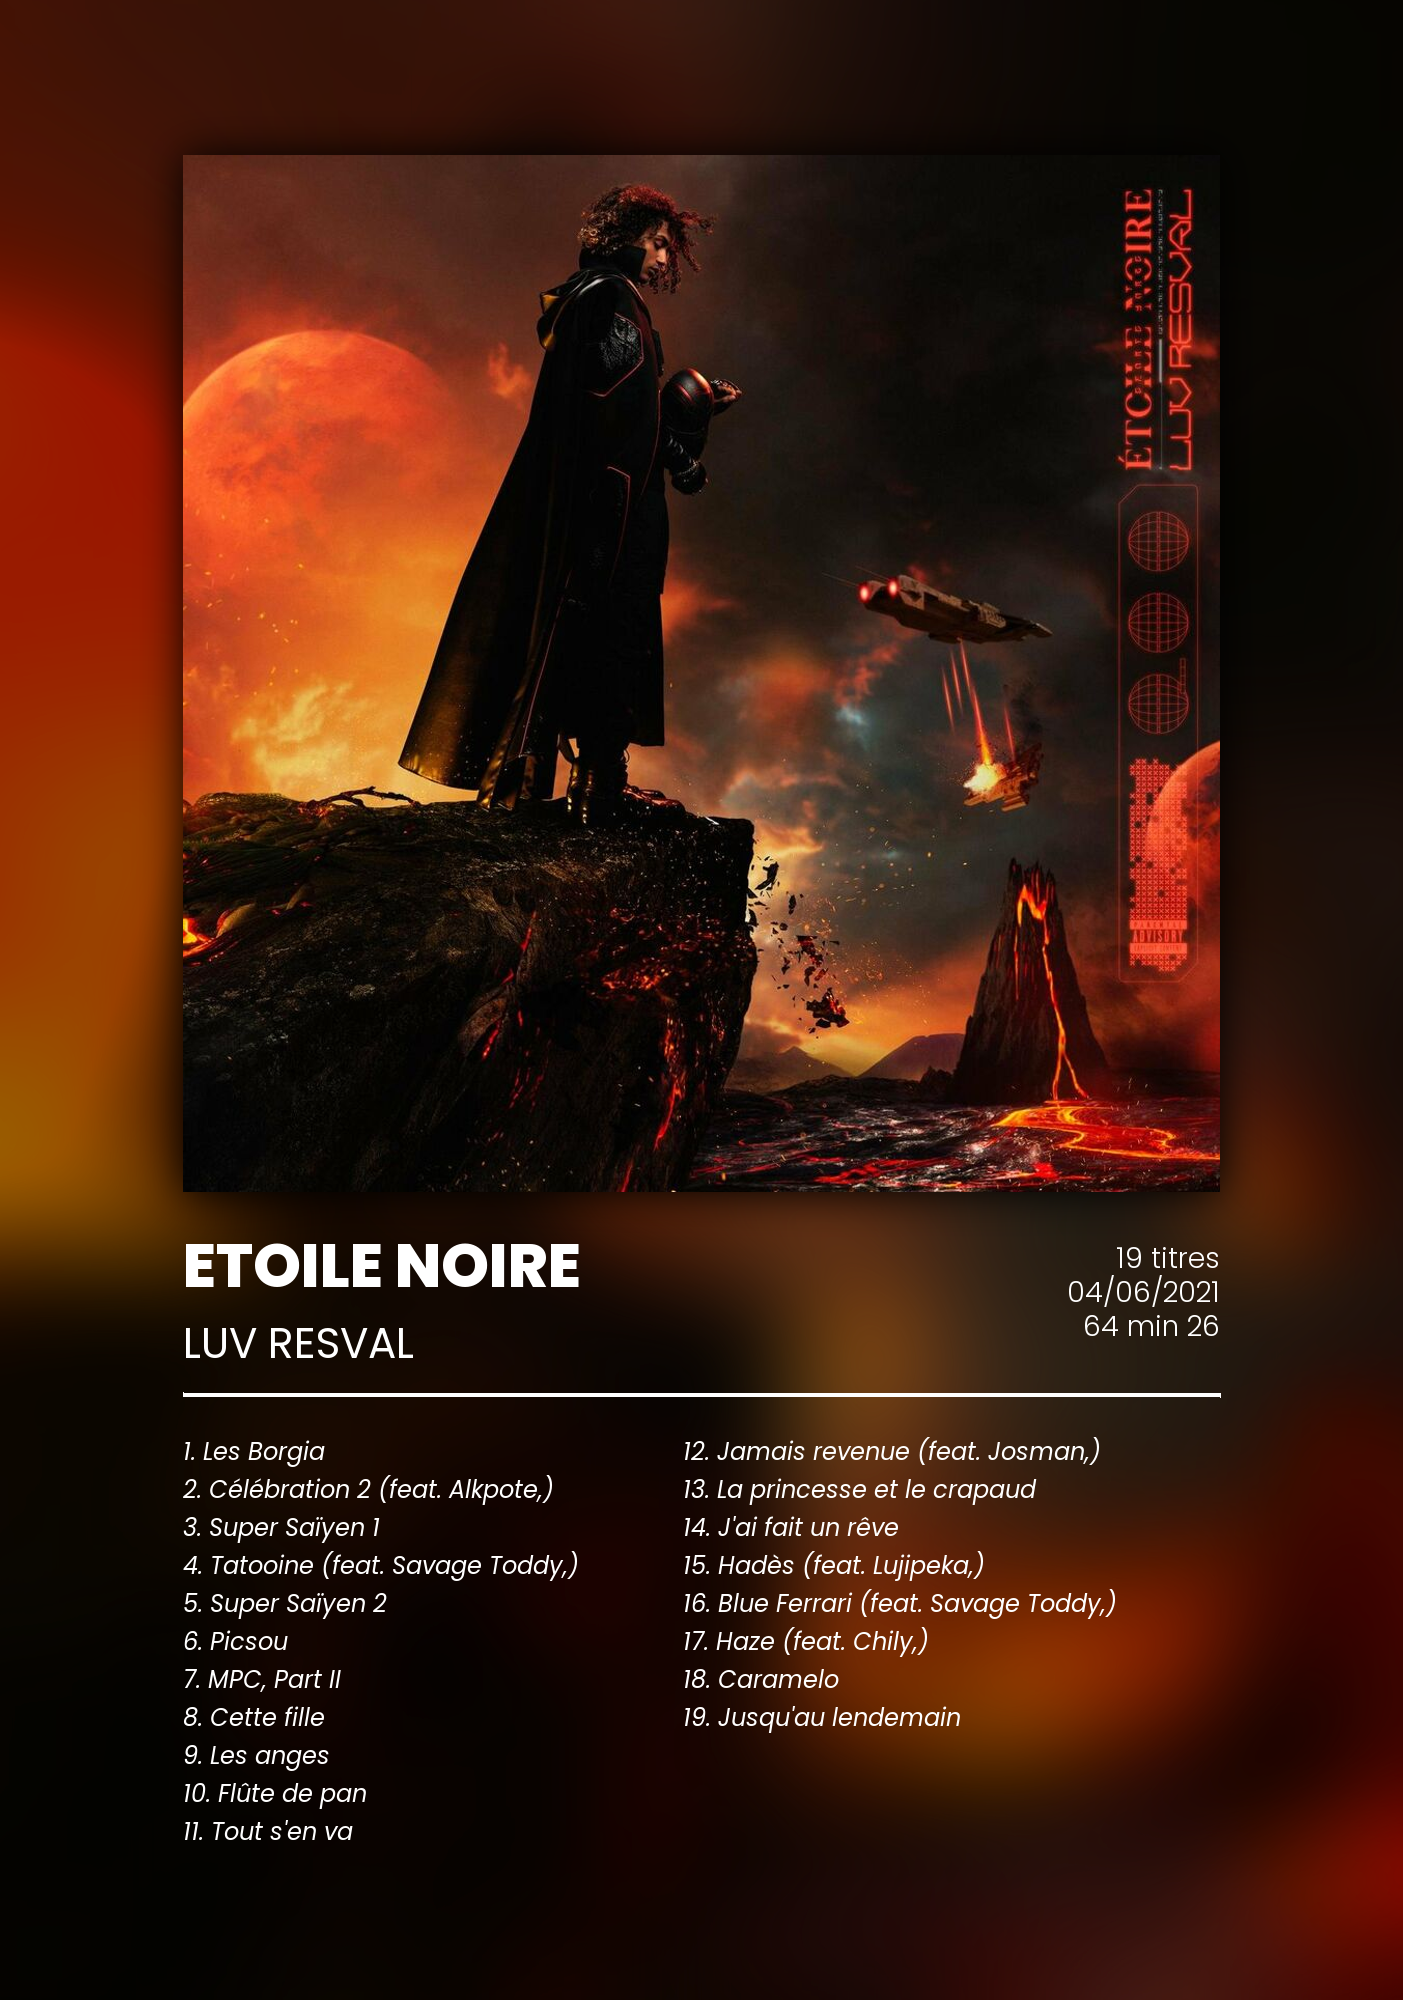 ÉTOILE NOIRE
LUV RESVAL
ADVISORY
ETOILE NOIRE
LUV RESVAL
19 titres
04/06/2021
64 min 26
1. Les Borgia
2. Célébration 2 (feat. Alkpote,)
3. Super Saïyen 1
4. Tatooine (feat. Savage Toddy,)
5. Super Saïyen 2
6. Picsou
7. MPC, Part II
8. Cette fille
9. Les anges
10. Flûte de pan
11. Tout s'en va
12. Jamais revenue (feat. Josman,)
13. La princesse et le crapaud
14. J'ai fait un rêve
15. Hadès (feat. Lujipeka,)
16. Blue Ferrari (feat. Savage Toddy,)
17. Haze (feat. Chily,)
18. Caramelo
19. Jusqu'au lendemain